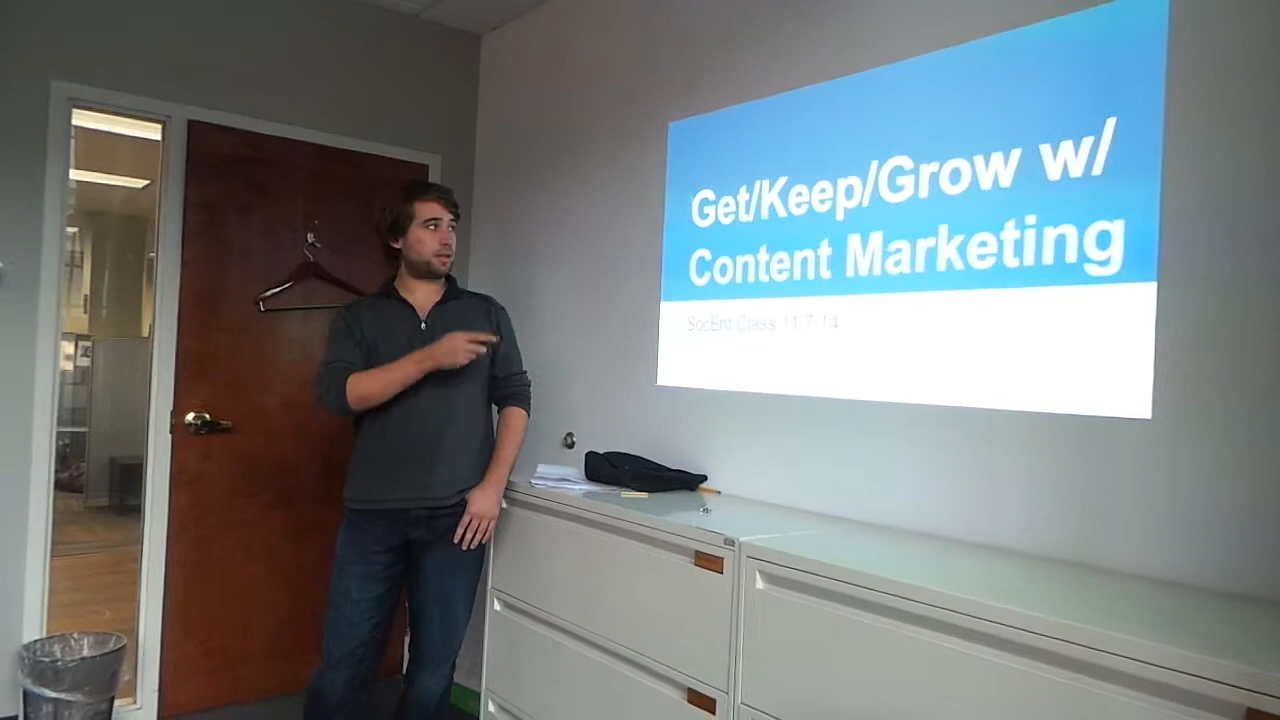 Get/Keep/Grow w/
Content Marketing
SocEnt Class 11/7/14